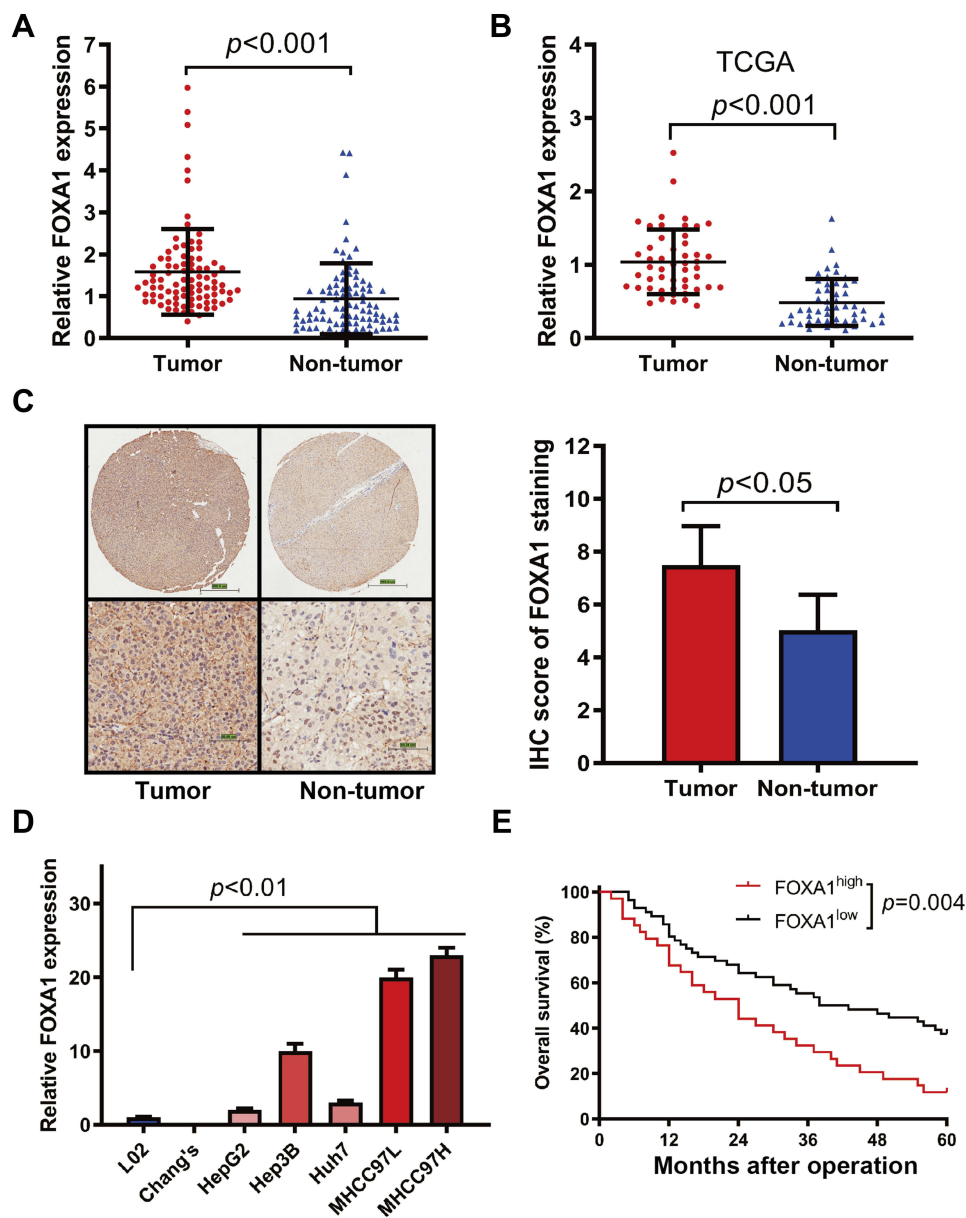 A
Relative FOXA1 expression
7
6
5
4
3
2
1
0
p<0.001
Tumor
Non-tumor
B
Relative FOXA1 expression
4
3
2
1
0
TCGA
p<0.001
Tumor
Non-tumor
C
Tumor
Non-tumor
IHC score of FOXA1 staining
12
10
8
6
4
2
0
p<0.05
Tumor
Non-tumor
D
Relative FOXA1 expression
30
20
10
0
p<0.01
L02
Chang's
HepG2
Hep3B
Huh7
MHCC97L
MHCC97H
E
Overall survival (%)
100
80
60
40
20
0
FOXA1high
FOXA1low
p=0.004
0
12
24
36
48
60
Months after operation